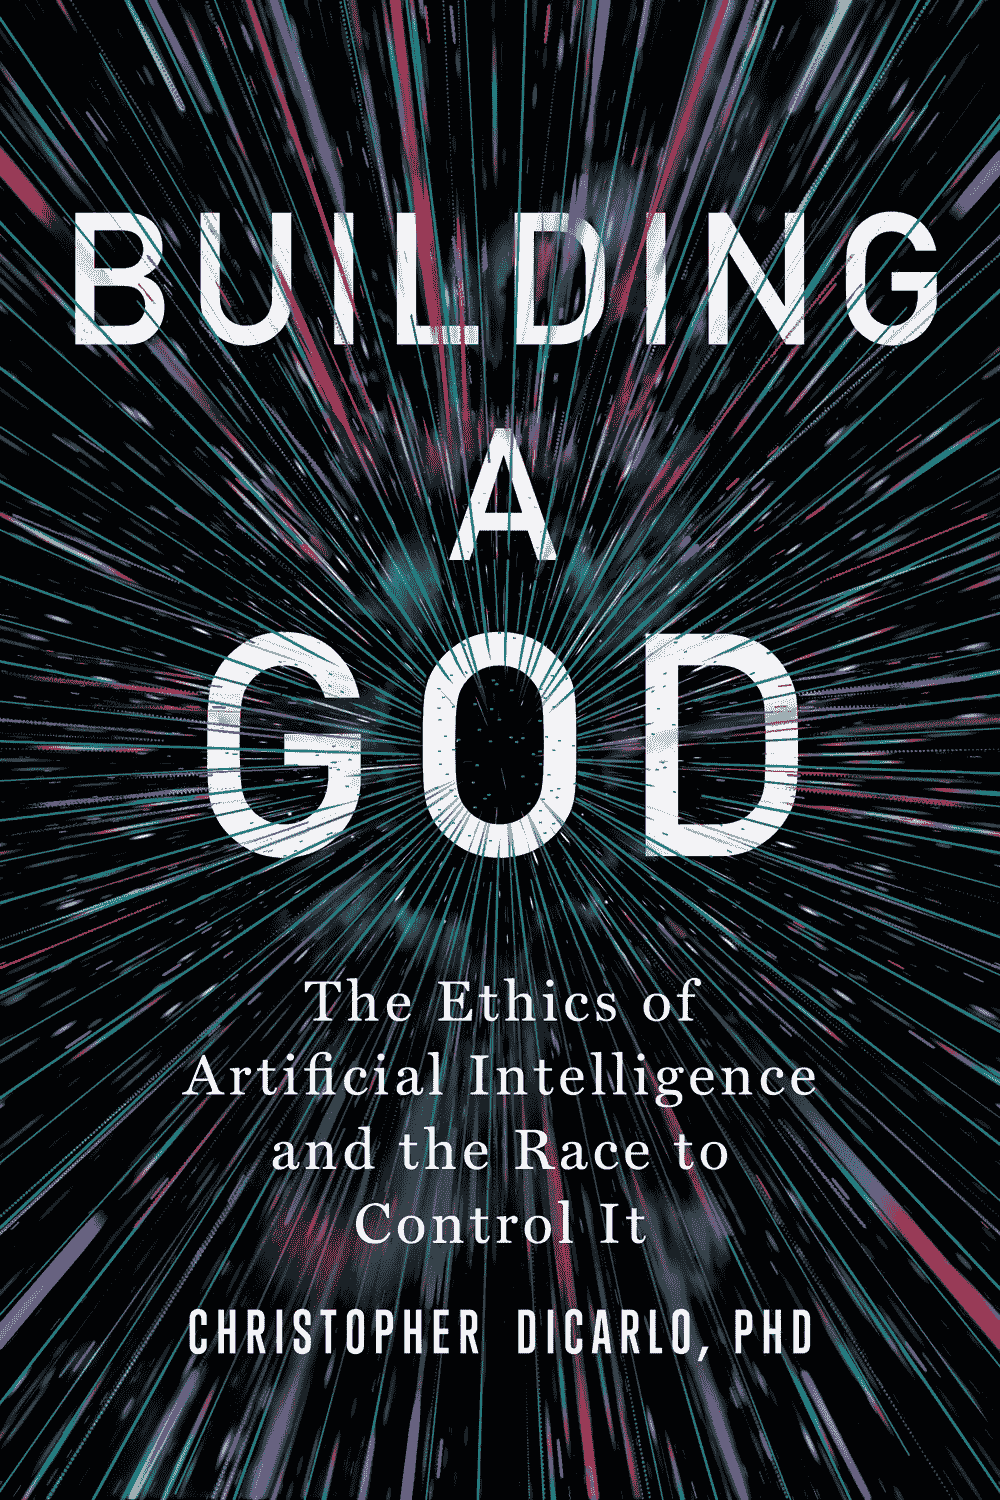 BUILDING
A
GOD
The Ethics of
Artificial Intelligence
and the Race to
Control It
CHRISTOPHER DICARLO, PHD